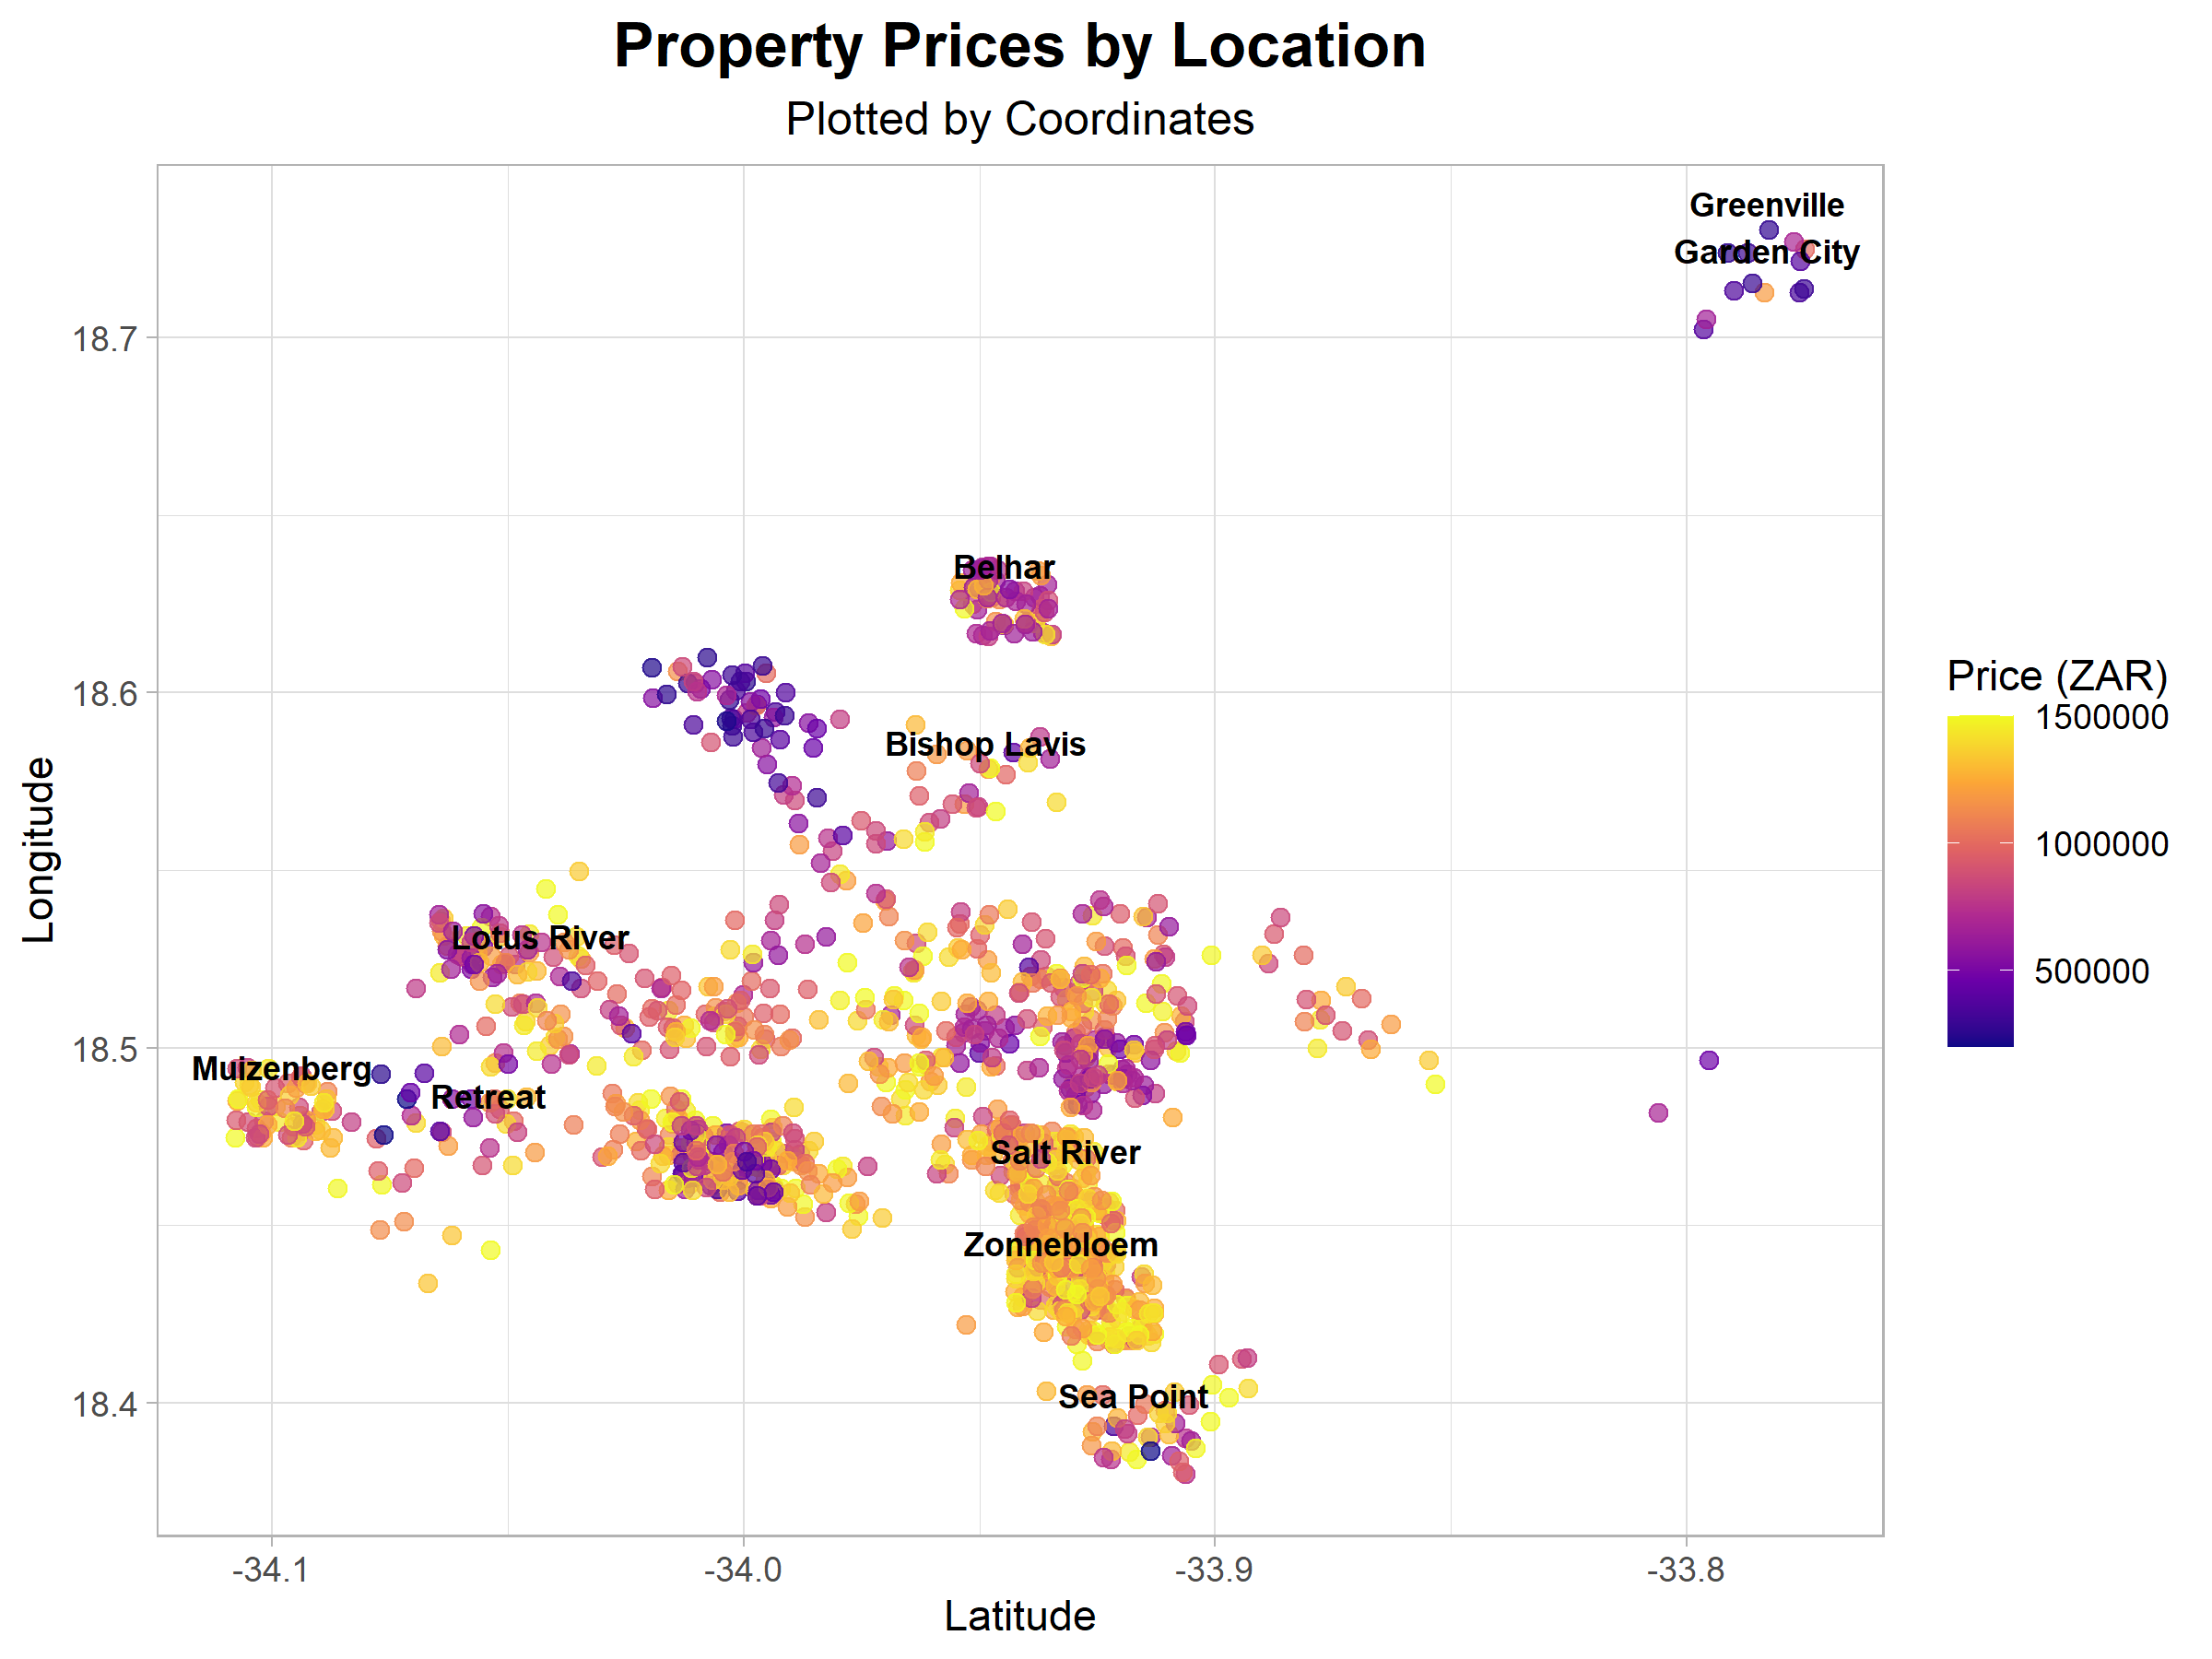 Property Prices by Location
Plotted by Coordinates
Greenville
Garden City
18.7
Belhar
Price (ZAR)
1500000
1000000
500000
18.6
Bishop Lavis
Longitude
Lotus River
18.5
Muizenberg
Retreat
Salt River
Zonnebloem
18.4
Sea Point
-34.1
-34.0
-33.9
-33.8
Latitude